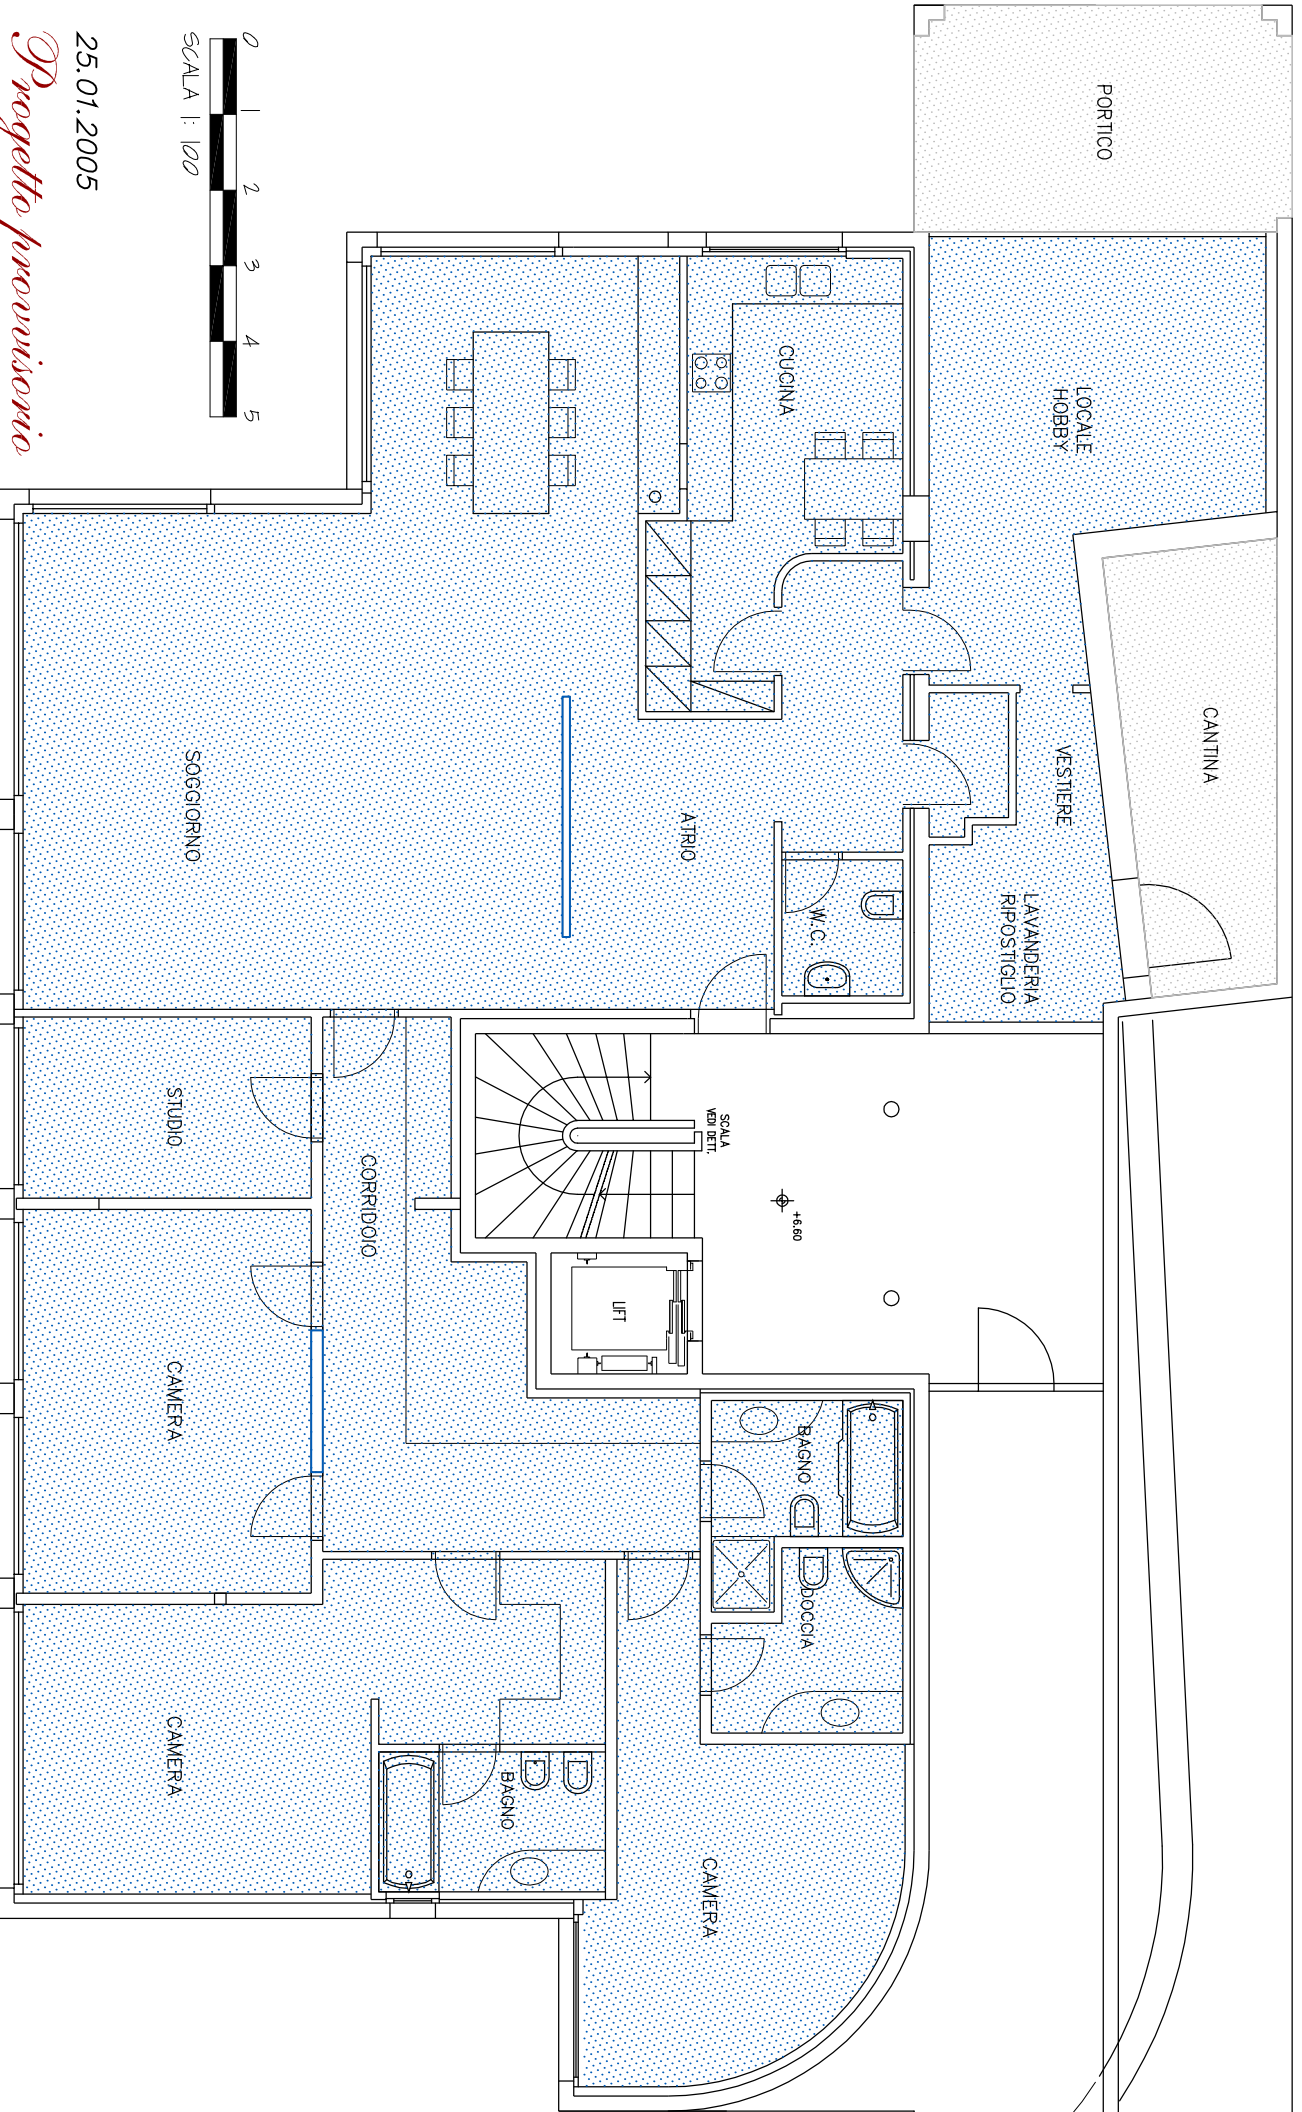 PORTICO
LOCALE
HOBBY
CANTINA
VESTIERE
LAVANDERIA
RIPOSTIGLIO
CUCINA
W.C.
ATRIO
SOGGIORNO
SCALA
VEDI DETT.
+6.60
LIFT
STUDIO
CORRIDOIO
CAMERA
BAGNO
DOCCIA
BAGNO
CAMERA
CAMERA
0 1 2 3 4 5
SCALA 1: 100
25.01.2005
Progetto provvisorio